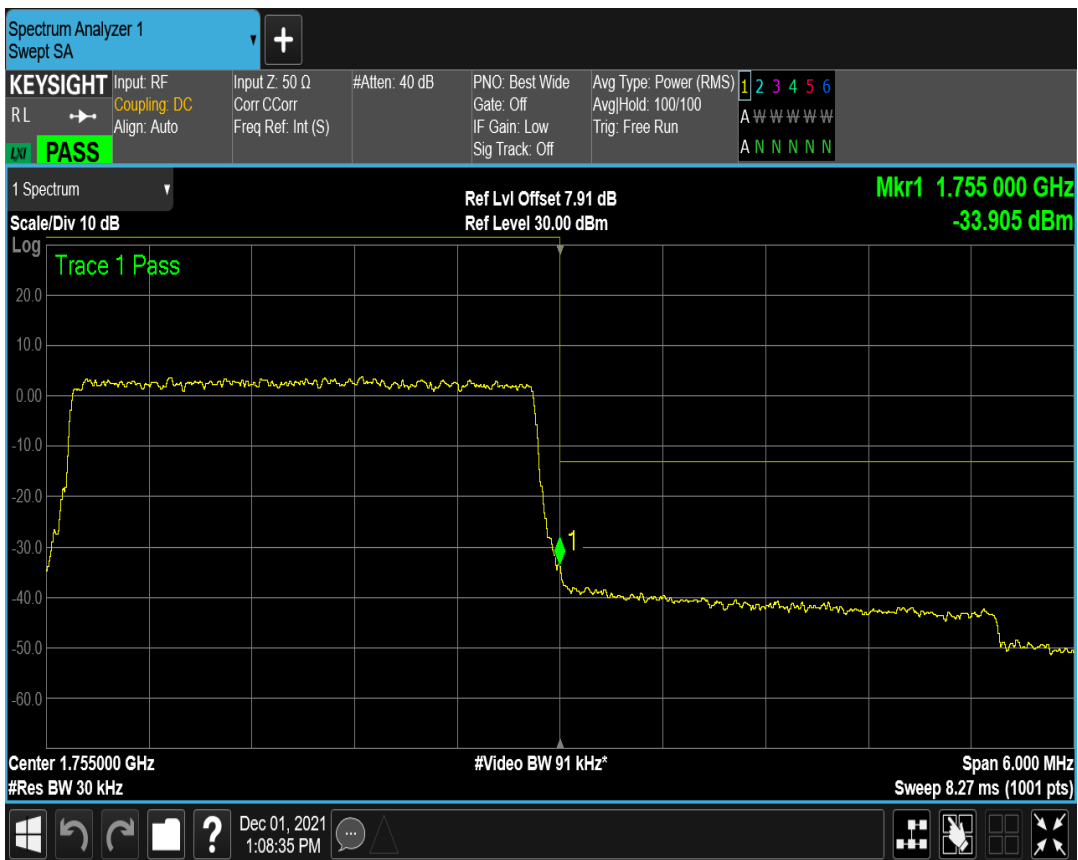 Spectrum Analyzer 1
Swept SA
+
KEYSIGHT
Input: RF
Input Z: 50 Ω
#Atten: 40 dB
PNO: Best Wide
Avg Type: Power (RMS)
1 2 3 4 5 6
R L
Coupling: DC
Corr CCorr
Gate: Off
Avg|Hold: 100/100
A W W W W W
Align: Auto
Freq Ref: Int (S)
IF Gain: Low
Trig: Free Run
LXI
PASS
Sig Track: Off
A N N N N N
1 Spectrum
Ref Lvl Offset 7.91 dB
Mkr1 1.755 000 GHz
Scale/Div 10 dB
Ref Level 30.00 dBm
-33.905 dBm
Log
Trace 1 Pass
20.0
10.0
0.00
-10.0
-20.0
1
-30.0
-40.0
-50.0
-60.0
Center 1.755000 GHz
#Video BW 91 kHz*
Span 6.000 MHz
#Res BW 30 kHz
Sweep 8.27 ms (1001 pts)
?
Dec 01, 2021
1:08:35 PM